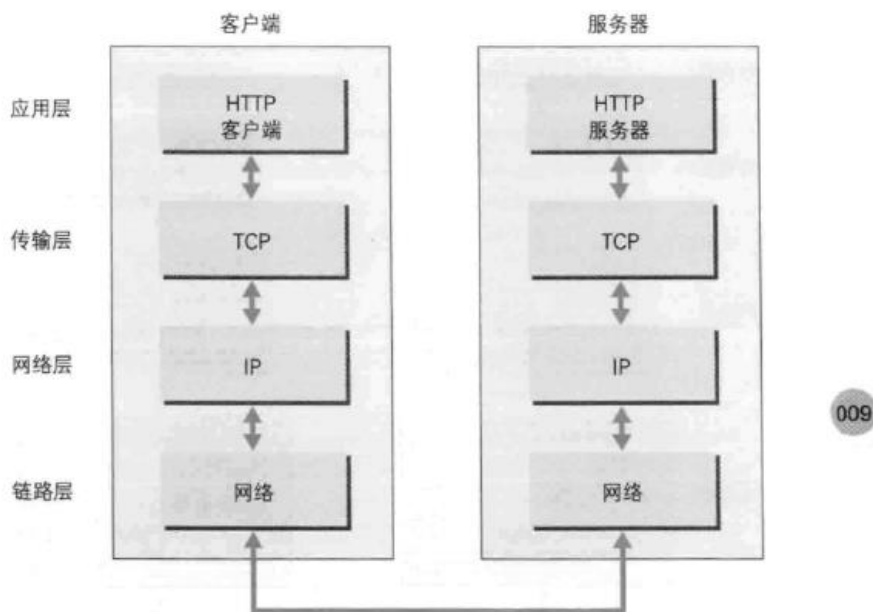 客户端 服务器
应用层
HTTP
客户端
HTTP
服务器
传输层 TCP TCP
网络层 IP IP
009
链路层 网络 网络